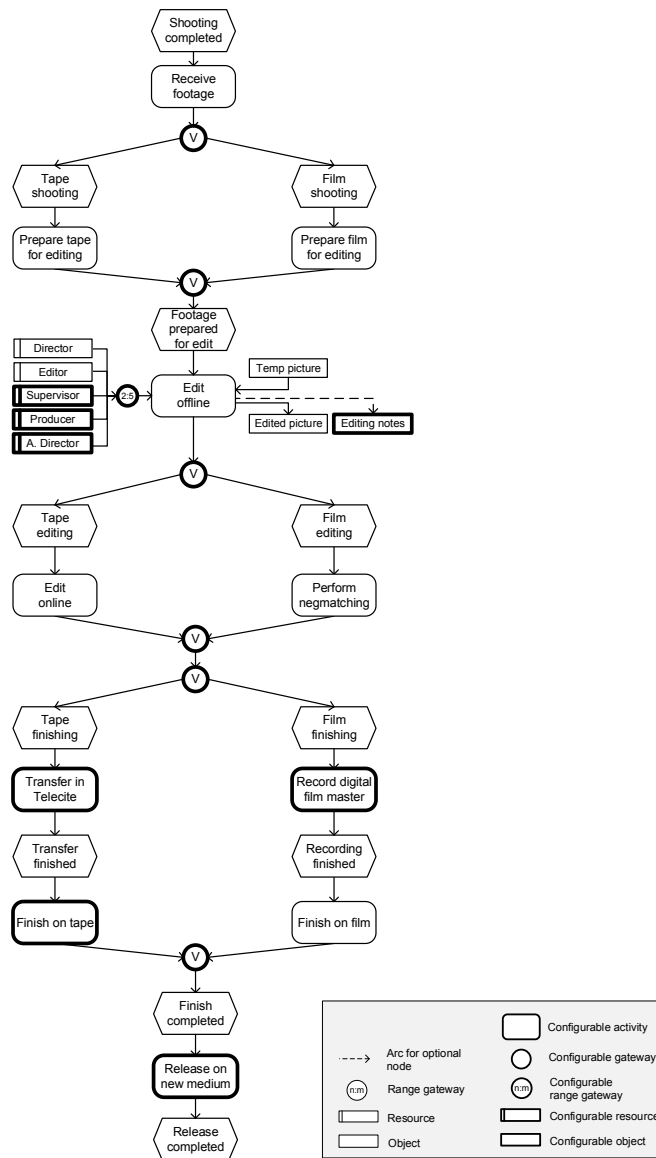 Shooting
completed
Receive
footage
V
Tape
shooting
Film
shooting
Prepare tape
for editing
Prepare film
for editing
V
Footage
prepared
for edit
Director
Editor
Supervisor
Producer
A. Director
2:5
Edit
offline
Temp picture
Edited picture
Editing notes
V
Tape
editing
Film
editing
Edit
online
Perform
negmatching
V
V
Tape
finishing
Film
finishing
Transfer in
Telecite
Record digital
film master
Transfer
finished
Recording
finished
Finish on tape
Finish on film
V
Finish
completed
Release on
new medium
Release
completed
Configurable activity
Arc for optional
node
Configurable gateway
n:m
Range gateway
n:m
Configurable
range gateway
Resource
Configurable resource
Object
Configurable object